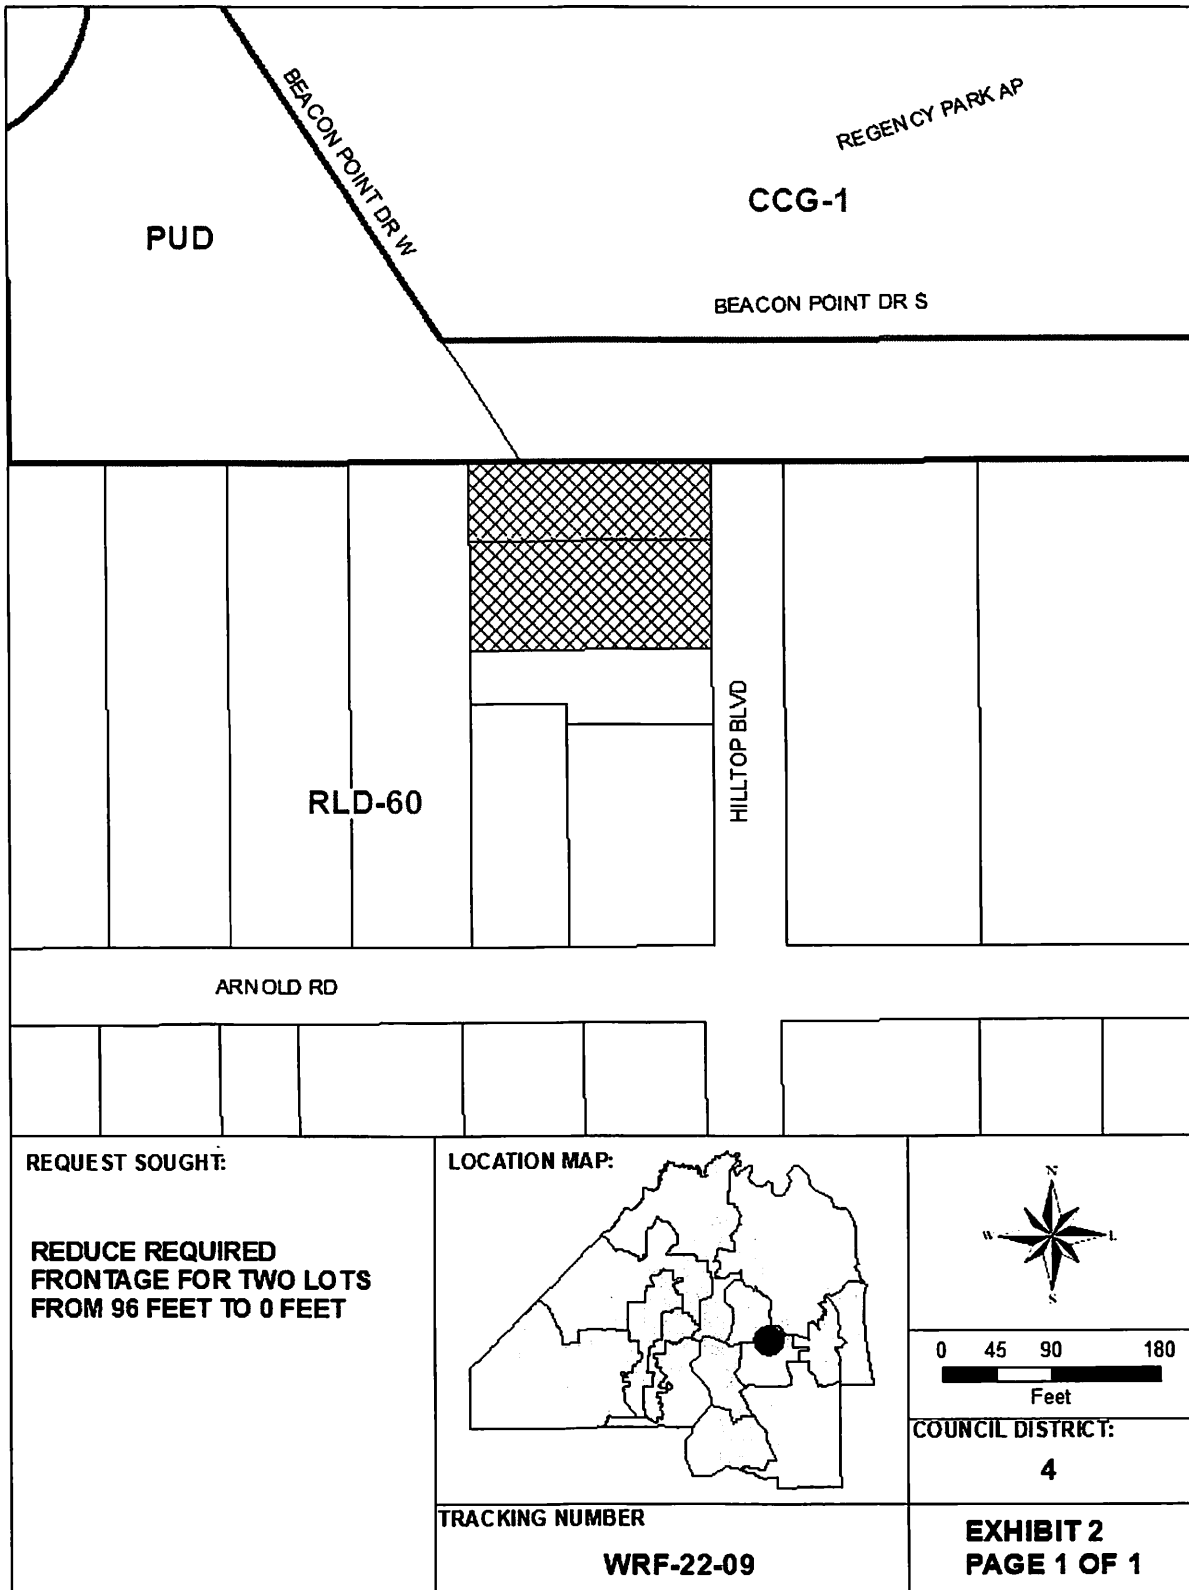 BEACON POINT DR W
REGENCY PARK AP
CCG-1
PUD
BEACON POINT DR S
HILLTOP BLVD
RLD-60
ARNOLD RD
REQUEST SOUGHT:
REDUCE REQUIRED
FRONTAGE FOR TWO LOTS
FROM 96 FEET TO 0 FEET
LOCATION MAP:
N
W
S
0 45 90 180
Feet
COUNCIL DISTRICT:
4
TRACKING NUMBER
WRF-22-09
EXHIBIT 2
PAGE 1 OF 1